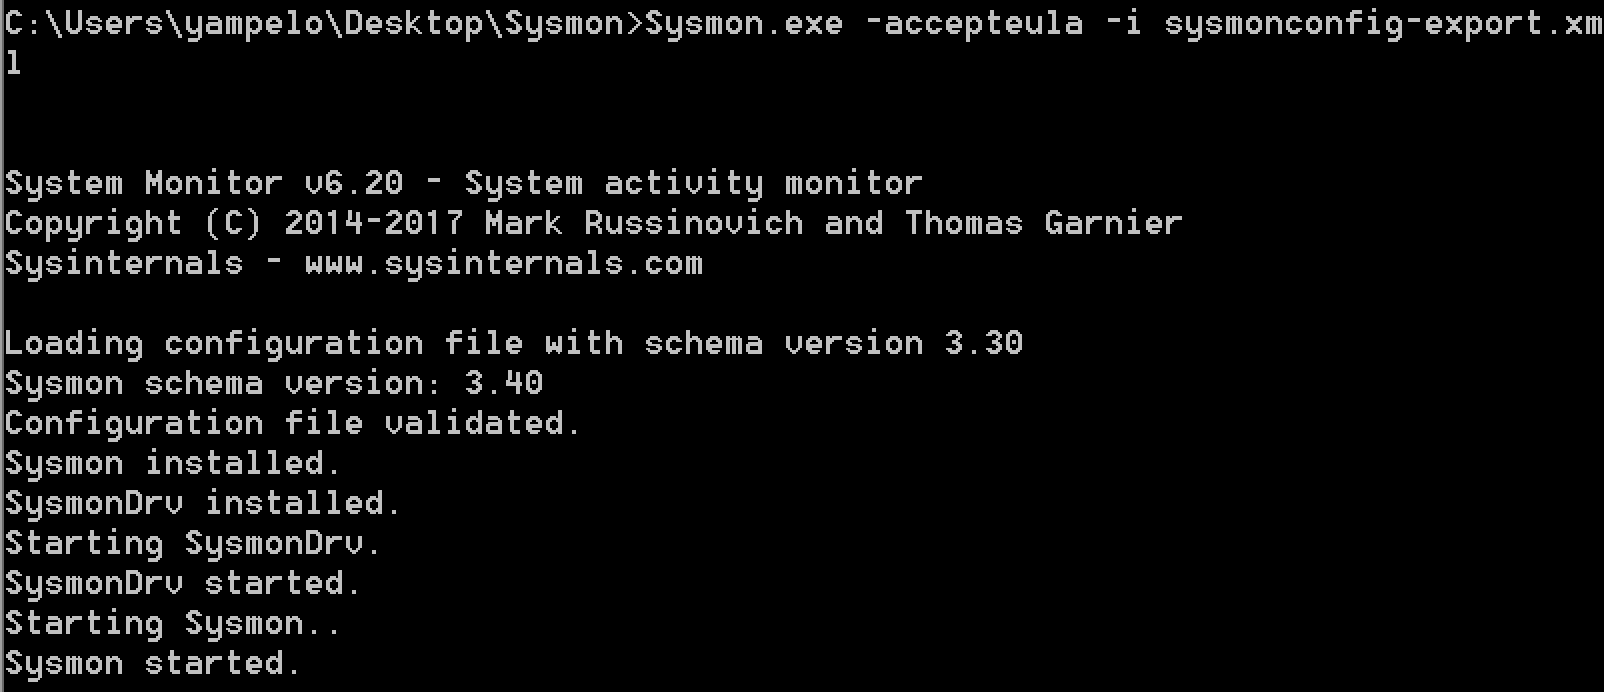 C:\Users\yampelo\Desktop\Sysmon>Sysmon.exe -accepteula -i sysmonconfig-export.xm
l
System Monitor v6.20 - System activity monitor
Copyright (C) 2014-2017 Mark Russinovich and Thomas Garnier
Sysinternals - www.sysinternals.com
Loading configuration file with schema version 3.30
Sysmon schema version: 3.40
Configuration file validated.
Sysmon installed.
SysmonDrv installed.
Starting SysmonDrv.
SysmonDrv started.
Starting Sysmon..
Sysmon started.